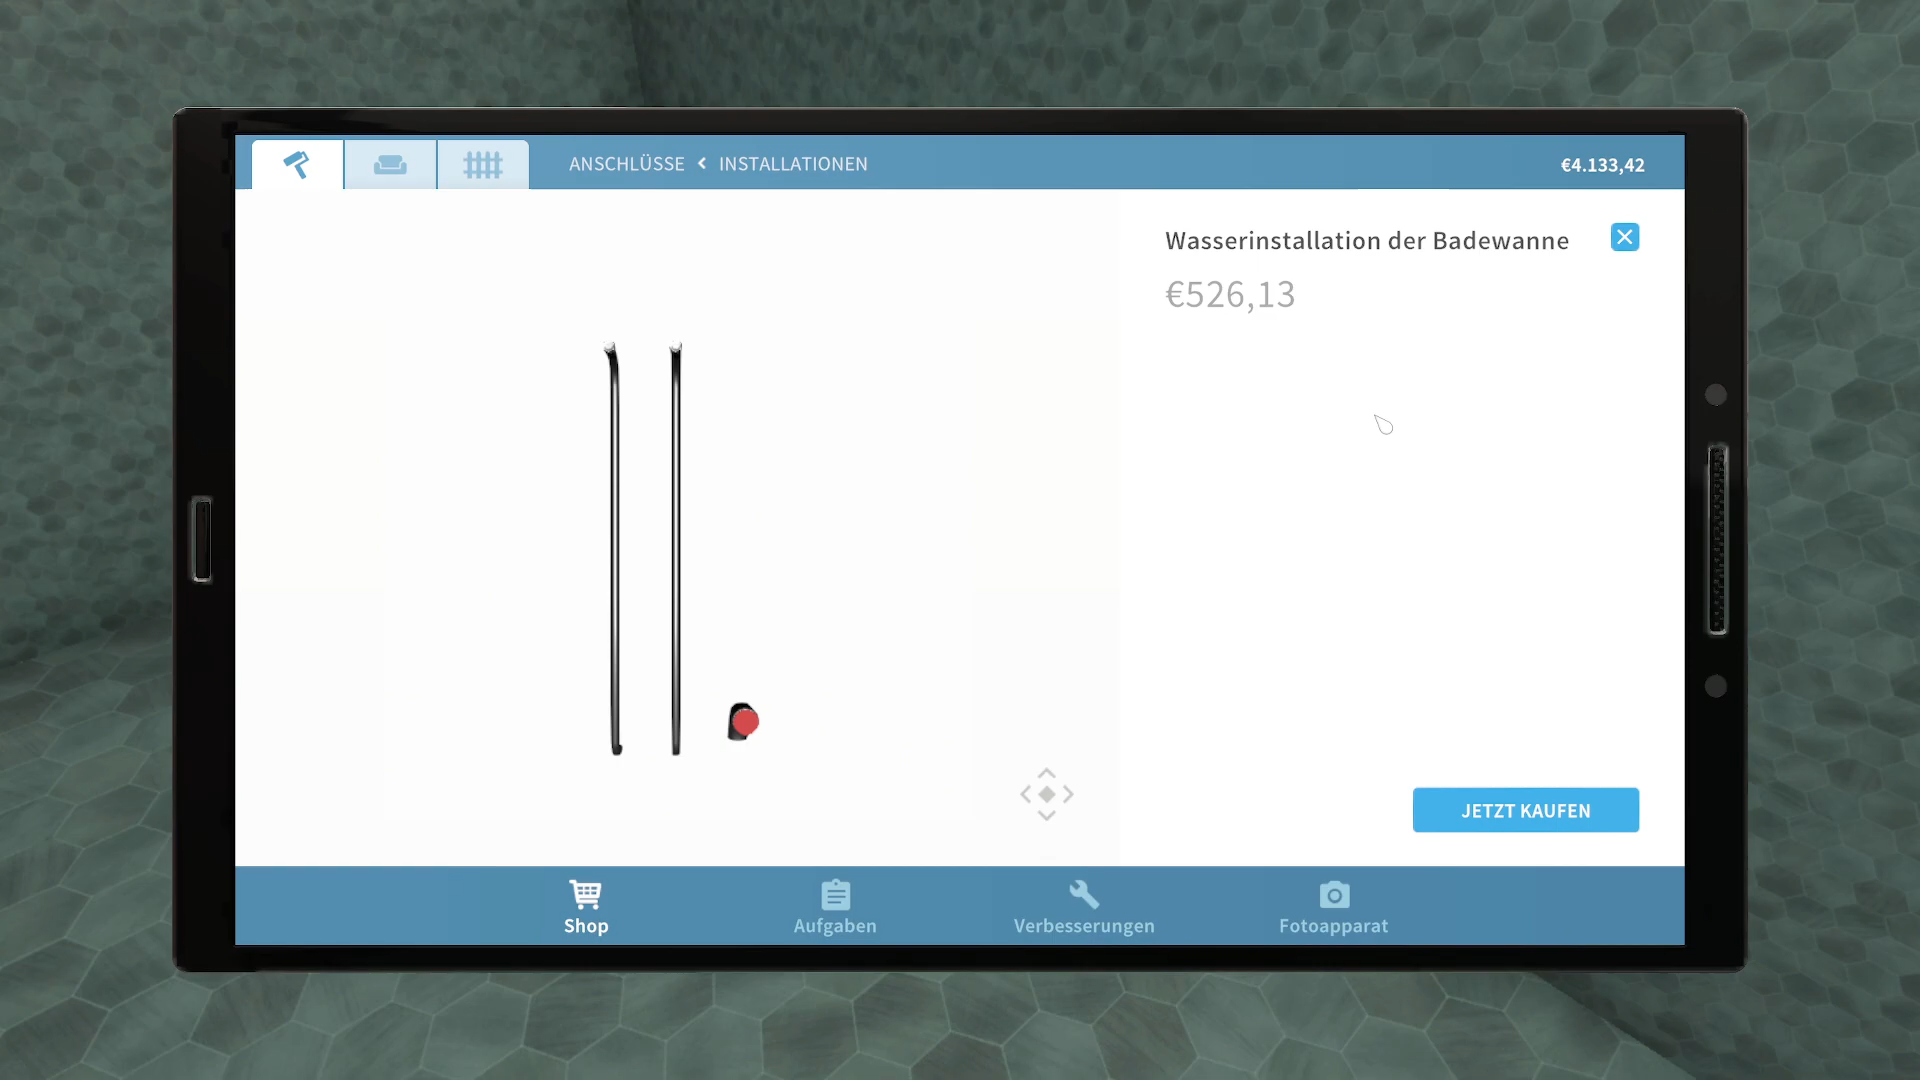 ANSCHLÜSSE < INSTALLATIONEN
€4.133,42
Wasserinstallation der Badewanne
€526,13
JETZT KAUFEN
Shop
Aufgaben
Verbesserungen
Fotoapparat